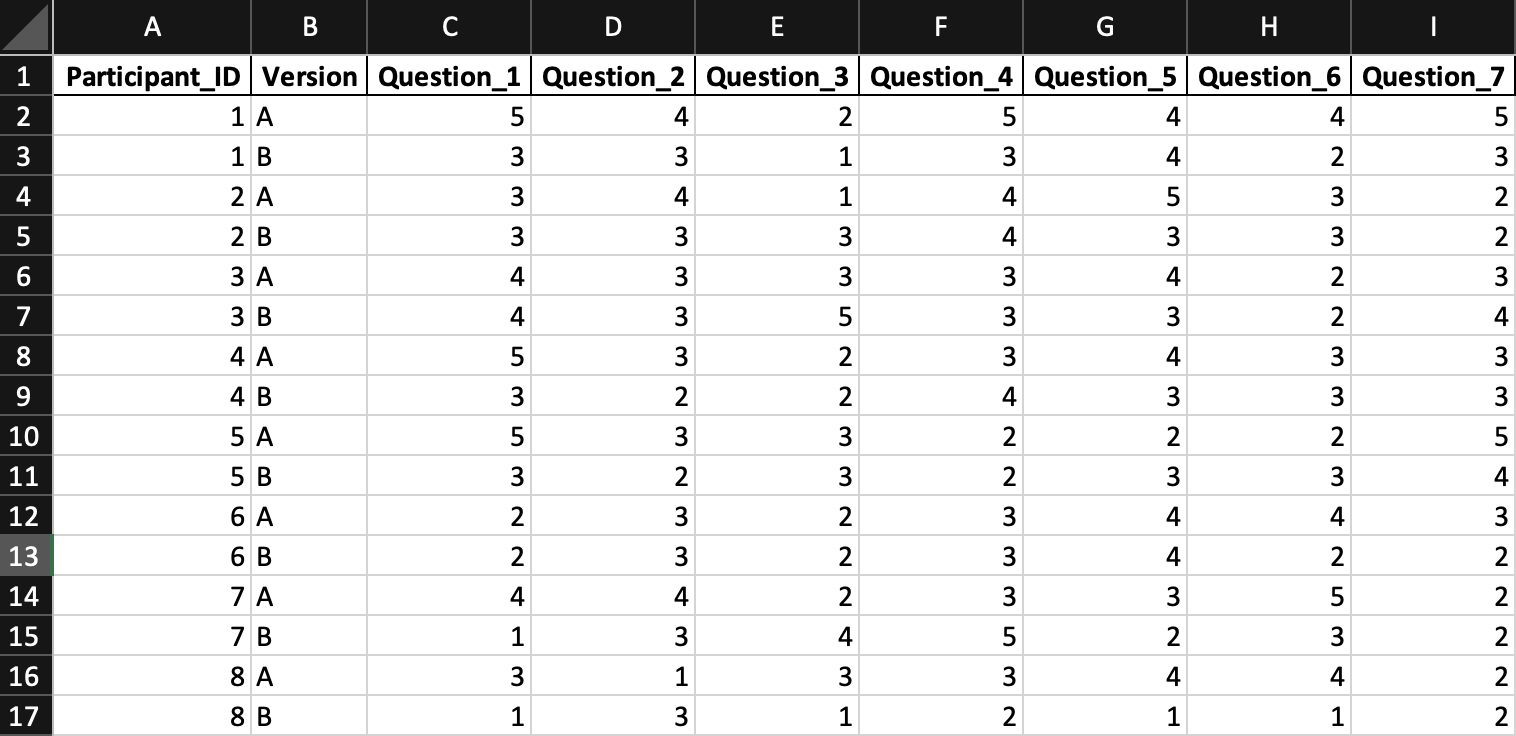 A B C D E F G H I
1 Participant_ID Version Question_1 Question_2 Question_3 Question_4 Question_5 Question_6 Question_7
2 1 A 5 4 2 5 4 4 5
3 1 B 3 3 1 3 4 2 3
4 2 A 3 4 1 4 5 3 2
5 2 B 3 3 3 4 3 3 2
6 3 A 4 3 3 3 4 2 3
7 3 B 4 3 5 3 3 2 4
8 4 A 5 3 2 3 4 3 3
9 4 B 3 2 2 4 3 3 3
10 5 A 5 3 3 2 2 2 5
11 5 B 3 2 3 2 3 3 4
12 6 A 2 3 2 3 4 4 3
13 6 B 2 3 2 3 4 2 2
14 7 A 4 4 2 3 3 5 2
15 7 B 1 3 4 5 2 3 2
16 8 A 3 1 3 3 4 4 2
17 8 B 1 3 1 2 1 1 2